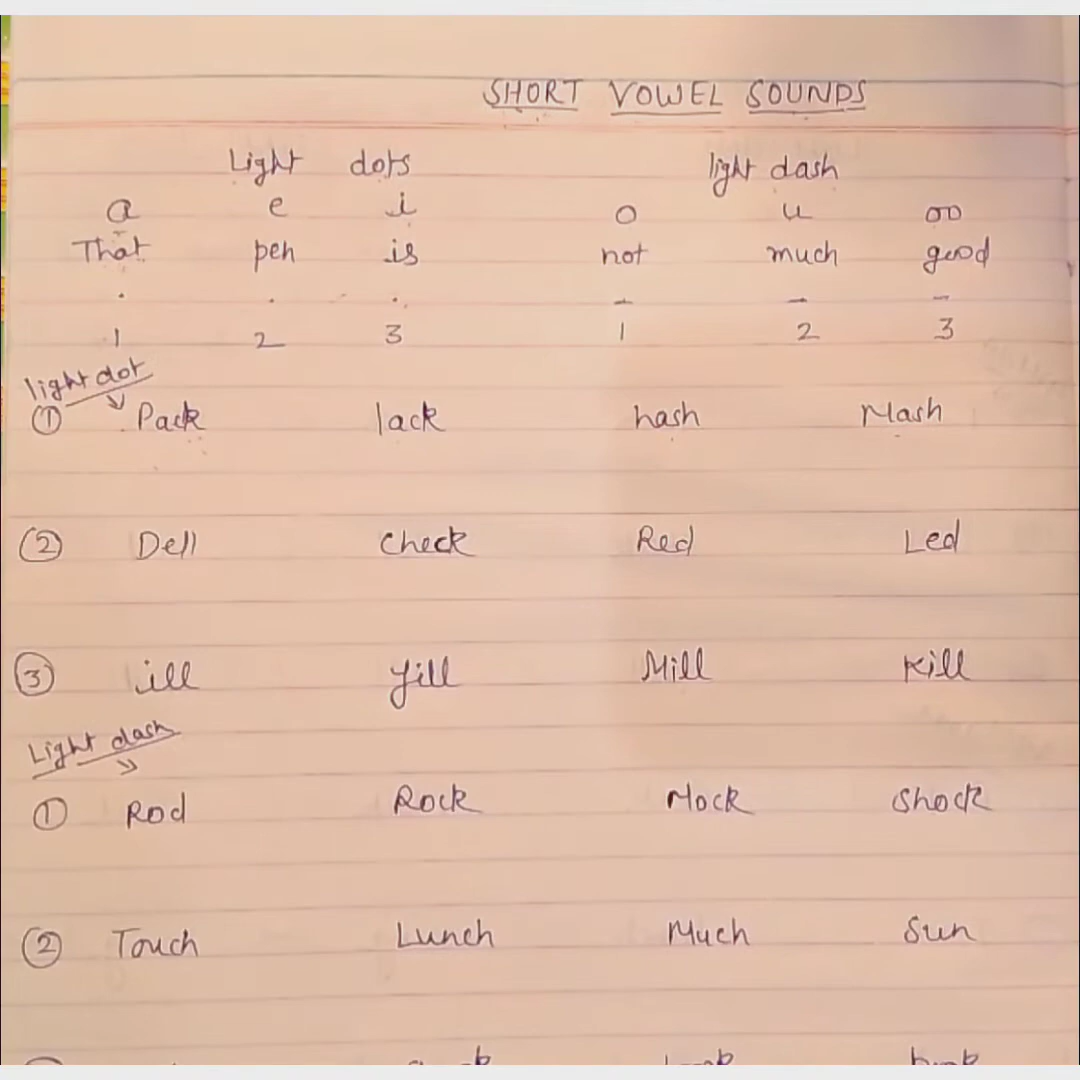 SHORT VOWEL SOUNDS
Light dots light dash
a e i o u oo
That pen is not much good
. . . – – –
1 2 3 1 2 3
light dot
① Pack lack hash Mash
② Dell Check Red Led
③ ill Jill Mill Kill
Light dash
① Rod Rock Mock Shock
② Touch Lunch Much Sun